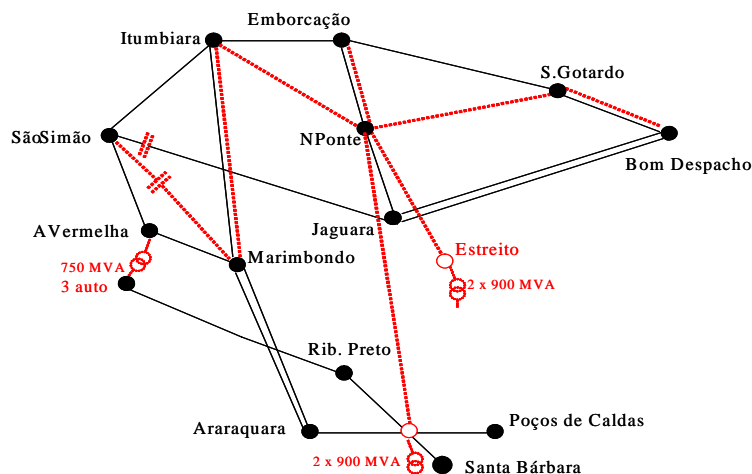 Emborcação
Itumbiara
S.Gotardo
SãoSimão
NPonte
Bom Despacho
Jaguara
AVermelha
Estreito
Marimbondo
750 MVA
3 auto
2 x 900 MVA
Rib. Preto
Araraquara
Poços de Caldas
2 x 900 MVA
Santa Bárbara